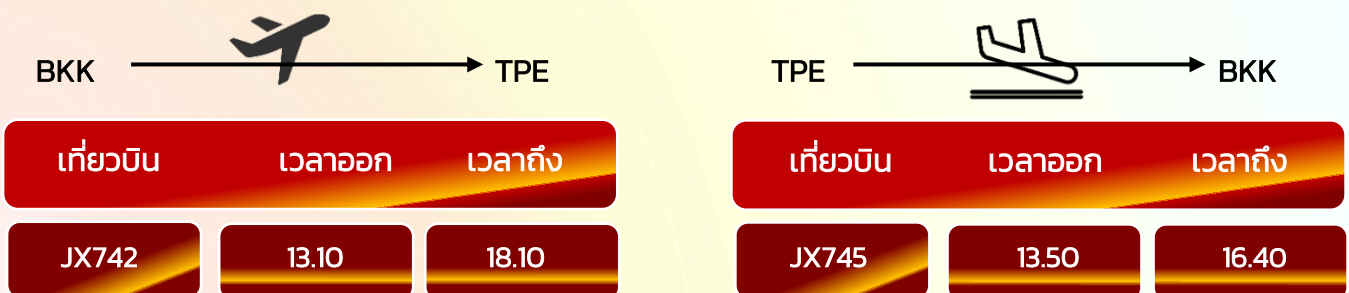 BKK TPE TPE BKK
เที่ยวบิน เวลาออก เวลาถึง เที่ยวบิน เวลาออก เวลาถึง
JX742 13.10 18.10 JX745 13.50 16.40